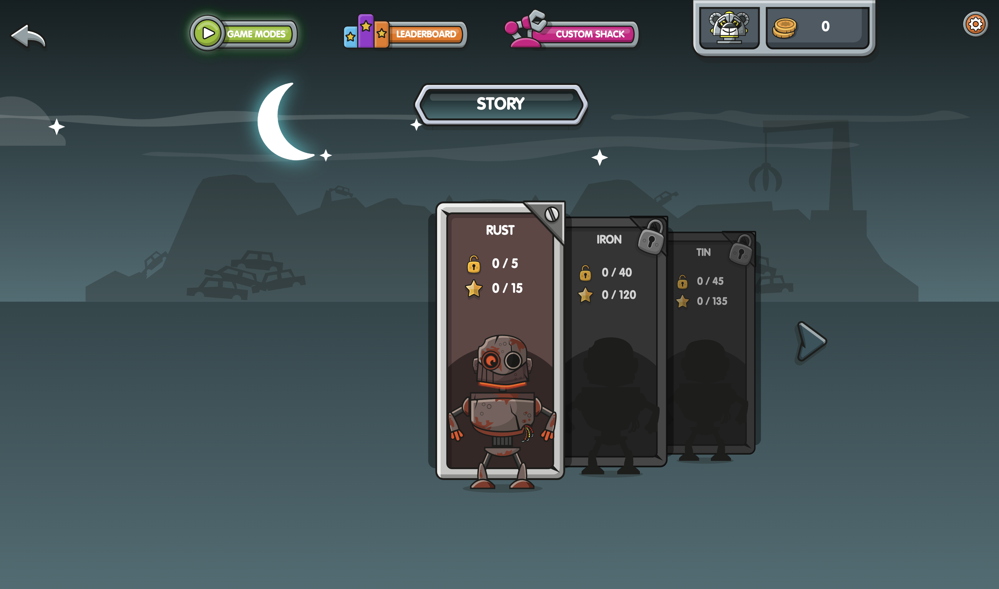 GAME MODES
LEADERBOARD
CUSTOM SHACK
0
STORY
RUST
0 / 5
0 / 15
IRON
0 / 40
0 / 120
TIN
0 / 45
0 / 135